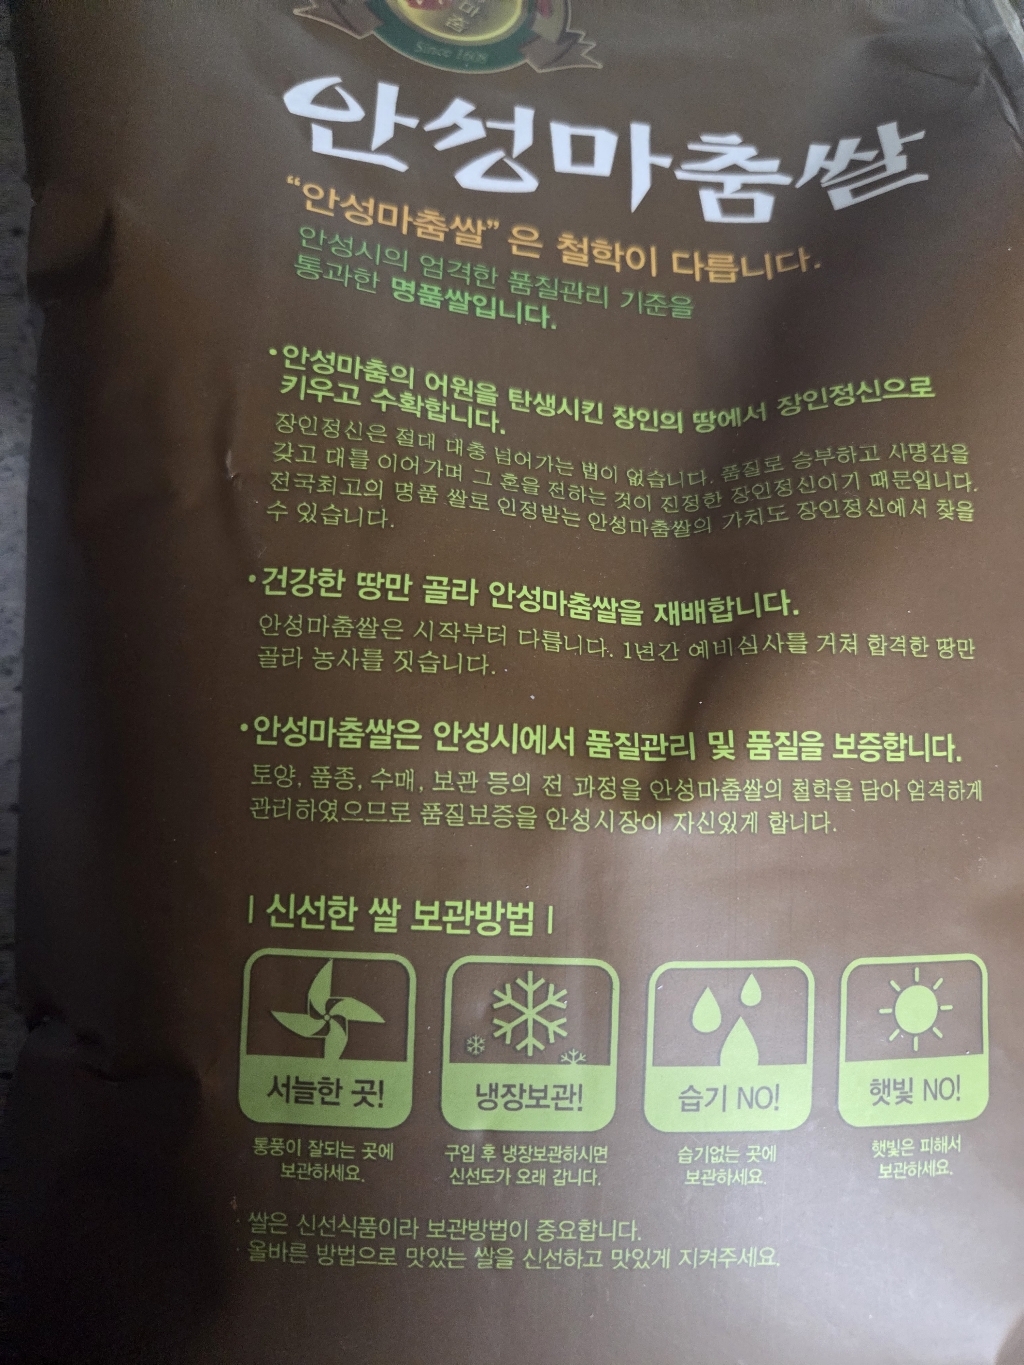 마춤
Since 1608
안성마춤쌀
“안성마춤쌀”은 철학이 다릅니다.
안성시의 엄격한 품질관리 기준을
통과한 명품쌀입니다.
•안성마춤의 어원을 탄생시킨 장인의 땅에서 장인정신으로
키우고 수확합니다.
장인정신은 절대 대충 넘어가는 법이 없습니다. 품질로 승부하고 사명감을
갖고 대를 이어가며 그 혼을 전하는 것이 진정한 장인정신이기 때문입니다.
전국최고의 명품 쌀로 인정받는 안성마춤쌀의 가치도 장인정신에서 찾을
수 있습니다.
•건강한 땅만 골라 안성마춤쌀을 재배합니다.
안성마춤쌀은 시작부터 다릅니다. 1년간 예비심사를 거쳐 합격한 땅만
골라 농사를 짓습니다.
•안성마춤쌀은 안성시에서 품질관리 및 품질을 보증합니다.
토양, 품종, 수매, 보관 등의 전 과정을 안성마춤쌀의 철학을 담아 엄격하게
관리하였으므로 품질보증을 안성시장이 자신있게 합니다.
| 신선한 쌀 보관방법 |
서늘한 곳! 냉장보관! 습기 NO! 햇빛 NO!
통풍이 잘되는 곳에
보관하세요.
구입 후 냉장보관하시면
신선도가 오래 갑니다.
습기없는 곳에
보관하세요.
햇빛은 피해서
보관하세요.
쌀은 신선식품이라 보관방법이 중요합니다.
올바른 방법으로 맛있는 쌀을 신선하고 맛있게 지켜주세요.